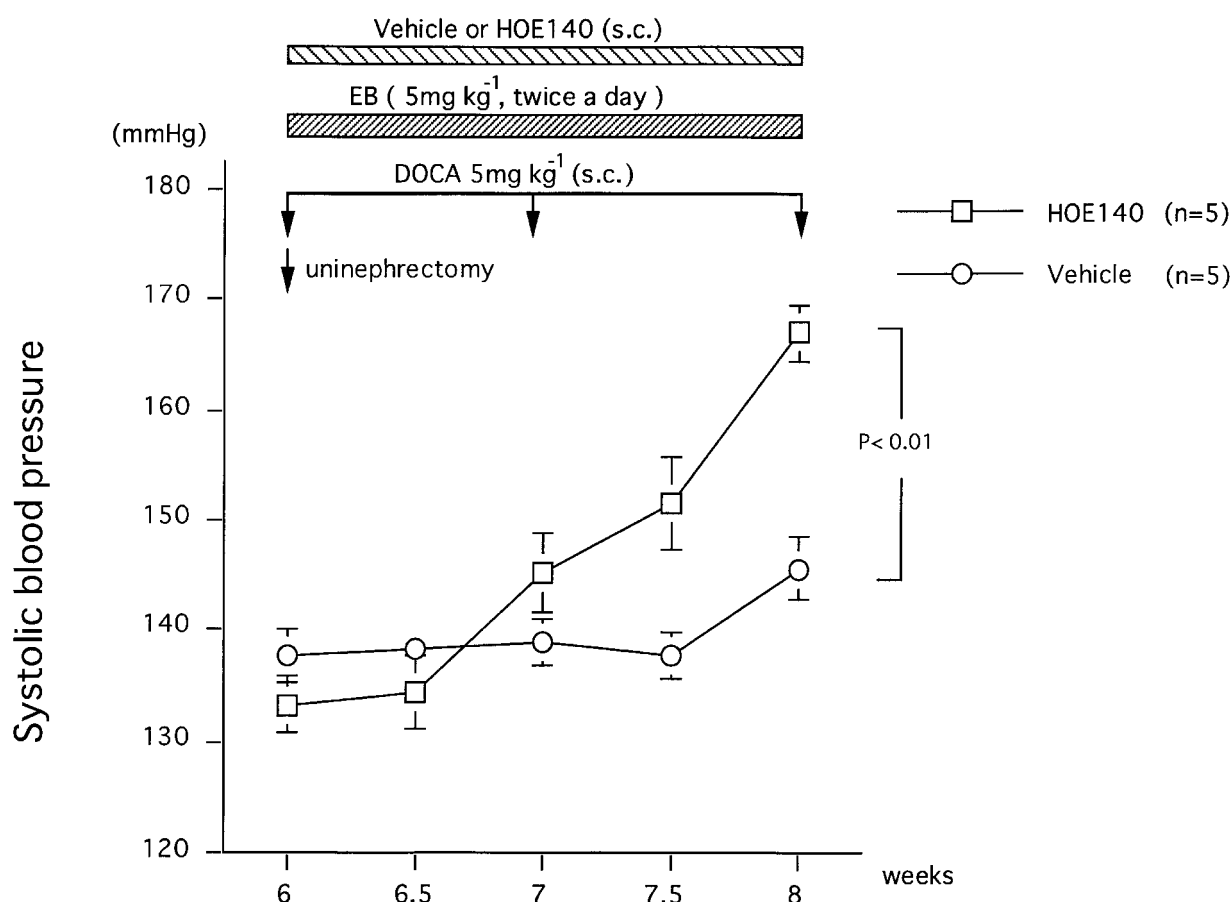 Vehicle or HOE140 (s.c.)
EB ( 5mg kg-1, twice a day )
(mmHg)
DOCA 5mg kg-1 (s.c.)
180
HOE140 (n=5)
uninephrectomy
Vehicle (n=5)
170
160
P< 0.01
150
140
130
120
Systolic blood pressure
weeks
6 6.5 7 7.5 8